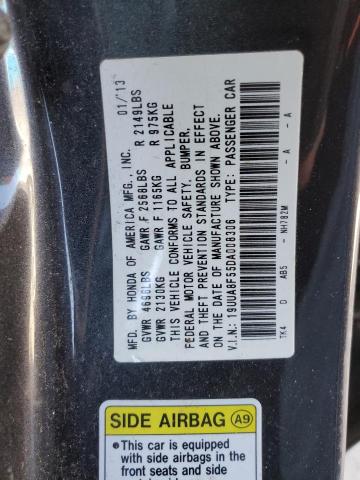 MFD. BY HONDA OF AMERICA MFG., INC. 01/'13
GVWR 4696LBS GAWR F 2568LBS R 2149LBS
GVWR 2130KG GAWR F 1165KG R 975KG
THIS VEHICLE CONFORMS TO ALL APPLICABLE
FEDERAL MOTOR VEHICLE SAFETY, BUMPER,
AND THEFT PREVENTION STANDARDS IN EFFECT
ON THE DATE OF MANUFACTURE SHOWN ABOVE.
V.I.N.: 19UUA8F55DA008306 TYPE: PASSENGER CAR
TK4 D AB5 - NH782M - A - A
SIDE AIRBAG A9
• This car is equipped
with side airbags in the
front seats and side